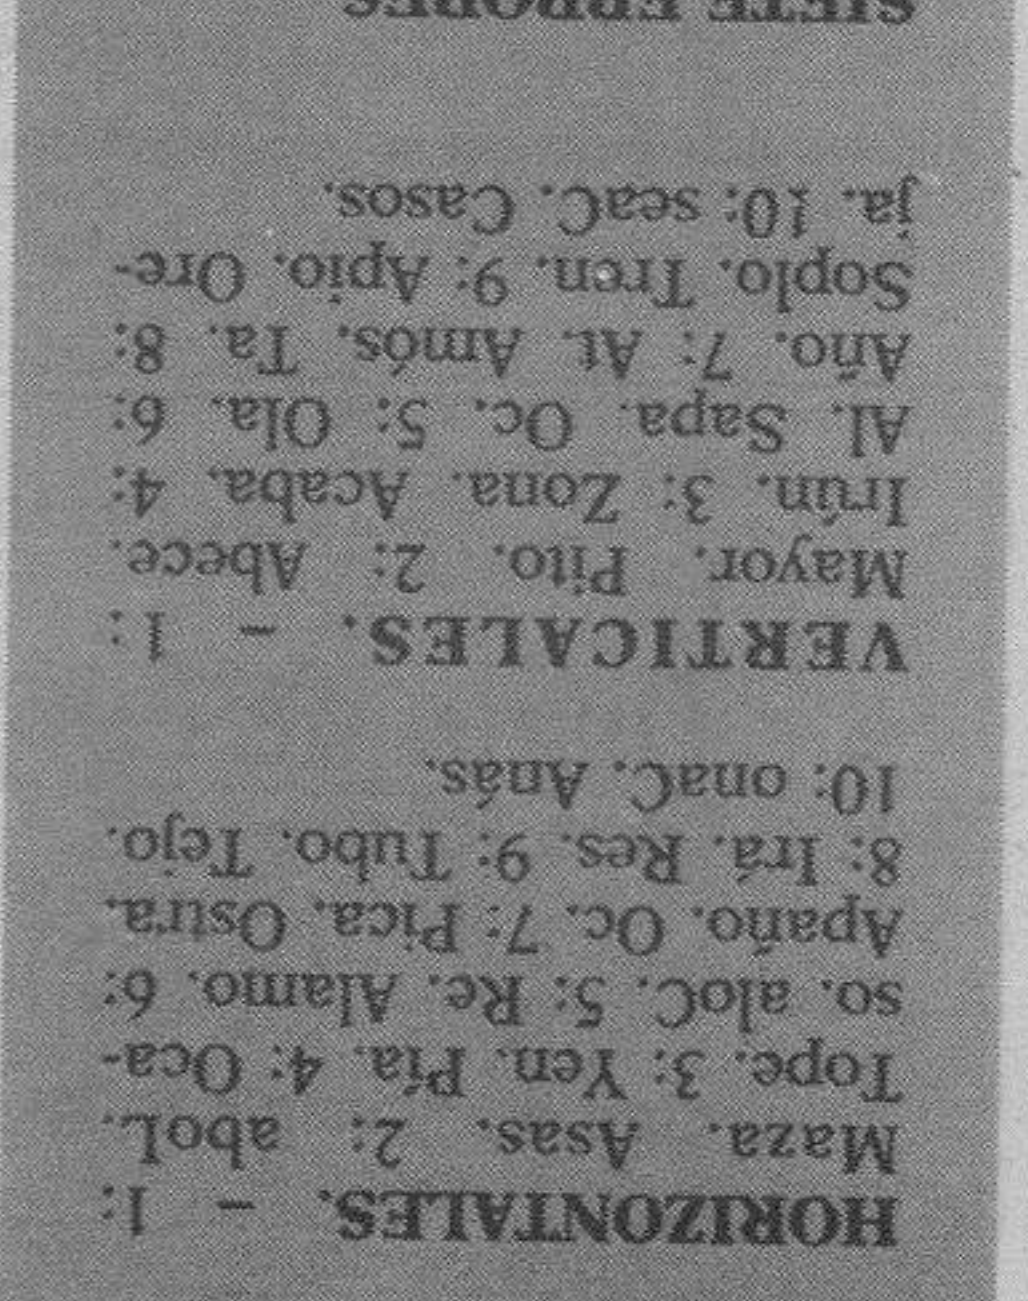 HORIZONTALES. – 1:
Maza. Asas. 2: aboL.
Tope. 3: Yen. Pía. 4: Oca-
so. aloC. 5: Re. Alamo. 6:
Apaño. Oc. 7: Pica. Ostra.
8: Irá. Res. 9: Tubo. Tejo.
10: onaC. Anás.
VERTICALES. – 1:
Mayor. Pito. 2: Abece.
Irún. 3: Zona. Acaba. 4:
Al. Sapa. Oc. 5: Ola. 6:
Año. 7: At. Amós. Ta. 8:
Soplo. Tren. 9: Apio. Ore-
ja. 10: seaC. Casos.
SIETE ERRORES